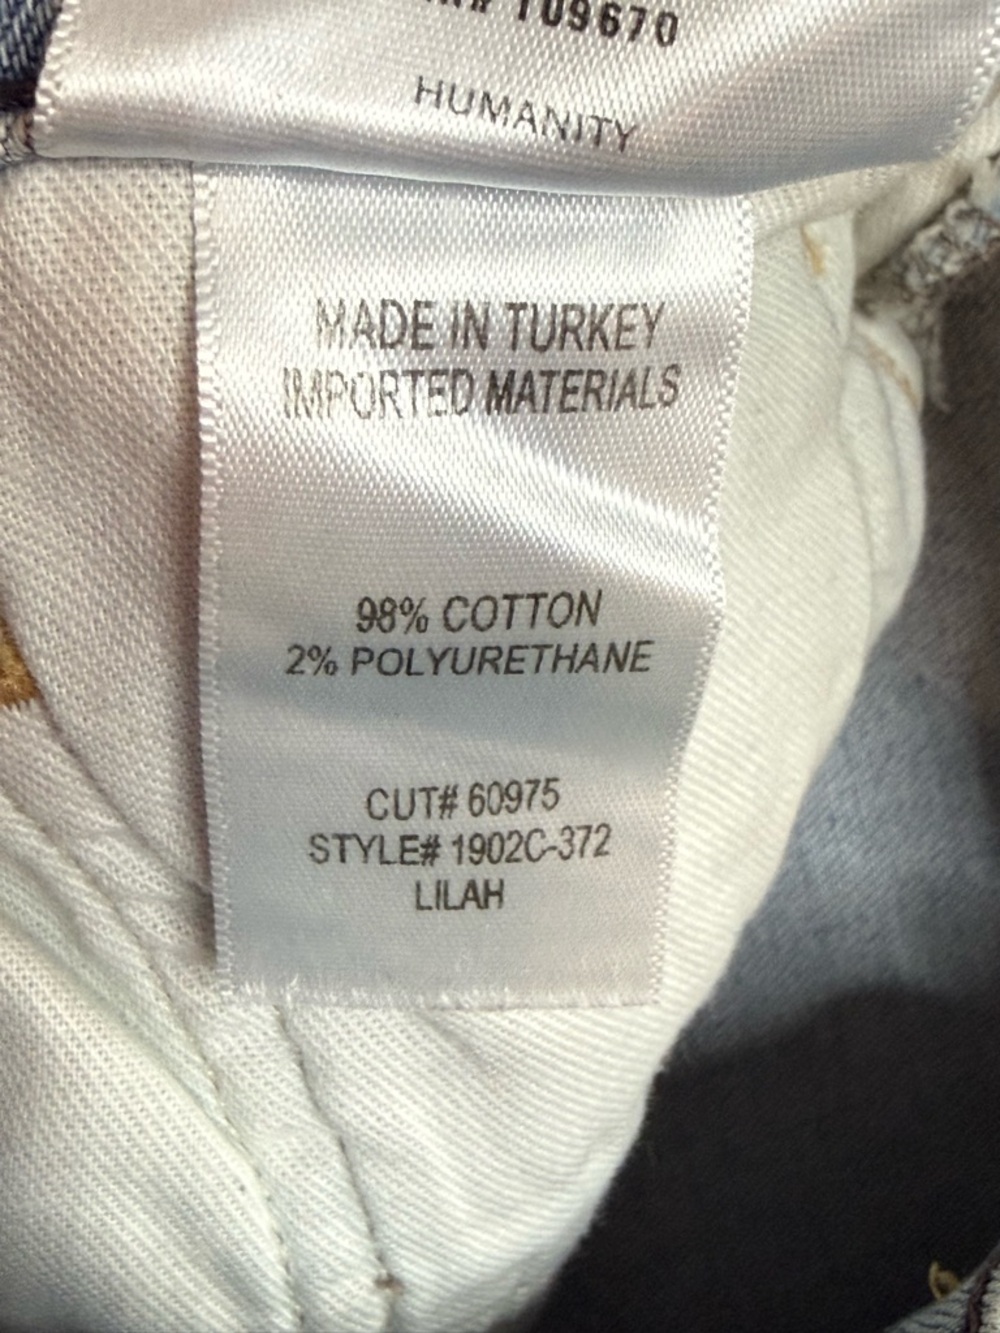 109670
HUMANITY
MADE IN TURKEY
IMPORTED MATERIALS
98% COTTON
2% POLYURETHANE
CUT# 60975
STYLE# 1902C-372
LILAH